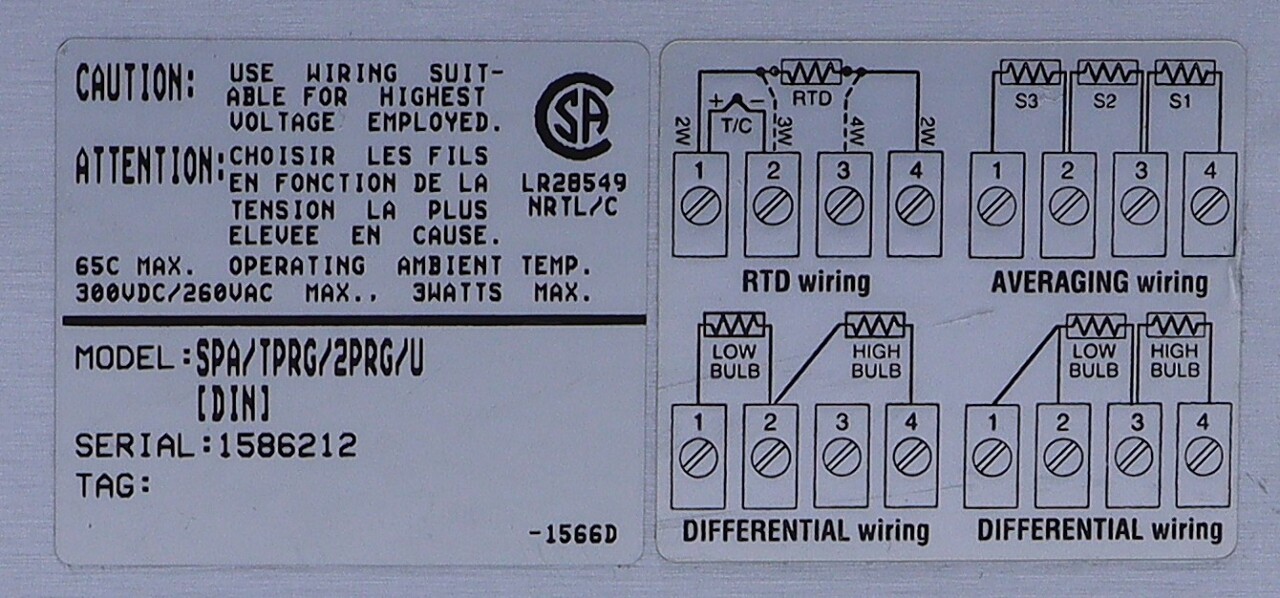 CAUTION: USE WIRING SUIT-
ABLE FOR HIGHEST
VOLTAGE EMPLOYED.
ATTENTION: CHOISIR LES FILS
EN FONCTION DE LA
TENSION LA PLUS
ELEVEE EN CAUSE.
SA
LR28549
NRTL/C
65C MAX. OPERATING AMBIENT TEMP.
300VDC/260VAC MAX., 3WATTS MAX.
MODEL:SPA/TPRG/2PRG/U
[DIN]
SERIAL:1586212
TAG:
-1566D
RTD
+ -
T/C
2W 3W 4W 2W
1 2 3 4
RTD wiring
S3 S2 S1
1 2 3 4
AVERAGING wiring
LOW
BULB
HIGH
BULB
1 2 3 4
DIFFERENTIAL wiring
LOW
BULB
HIGH
BULB
1 2 3 4
DIFFERENTIAL wiring